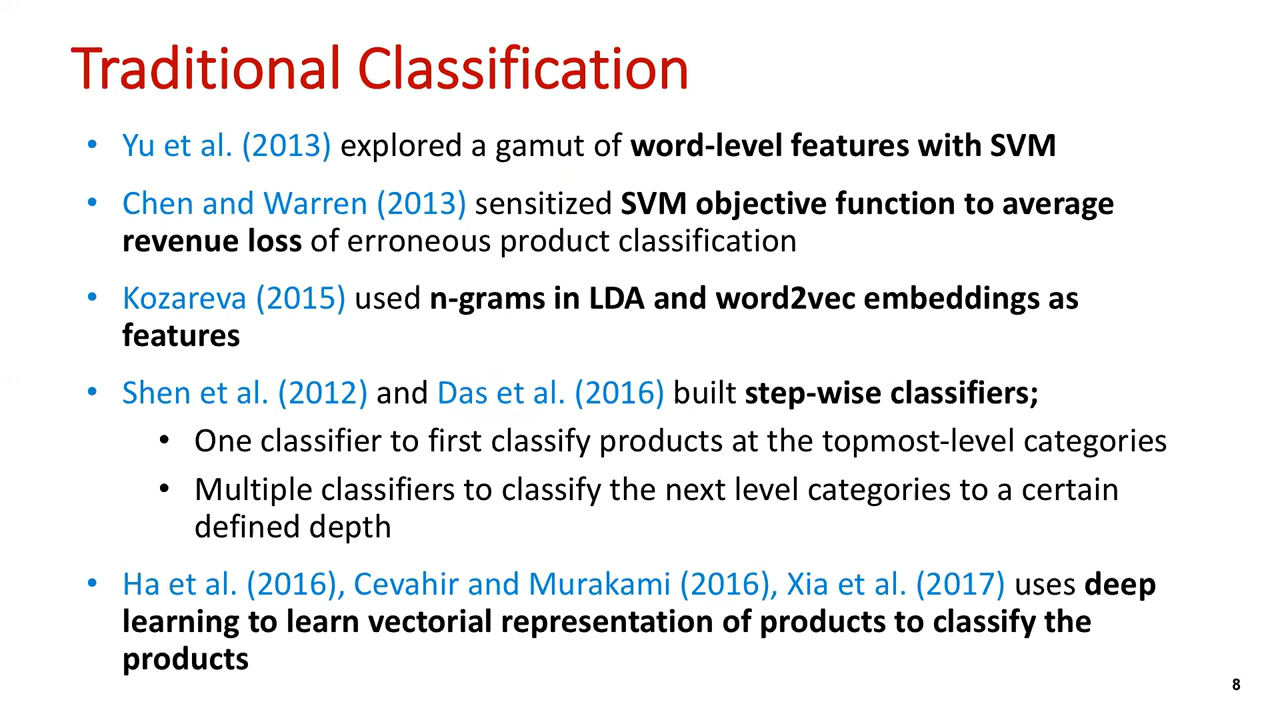 Traditional Classification
• Yu et al. (2013) explored a gamut of word-level features with SVM
• Chen and Warren (2013) sensitized SVM objective function to average
revenue loss of erroneous product classification
• Kozareva (2015) used n-grams in LDA and word2vec embeddings as
features
• Shen et al. (2012) and Das et al. (2016) built step-wise classifiers;
• One classifier to first classify products at the topmost-level categories
• Multiple classifiers to classify the next level categories to a certain
defined depth
• Ha et al. (2016), Cevahir and Murakami (2016), Xia et al. (2017) uses deep
learning to learn vectorial representation of products to classify the
products
8